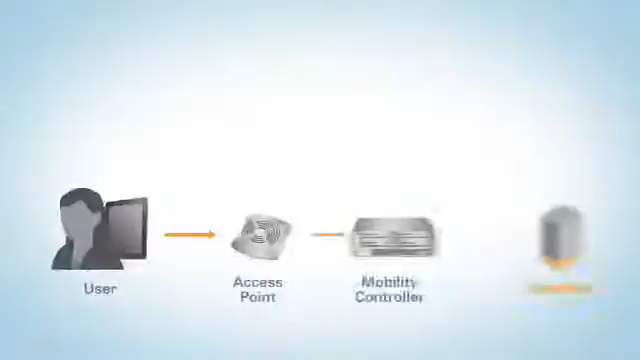 User
Access
Point
Mobility
Controller